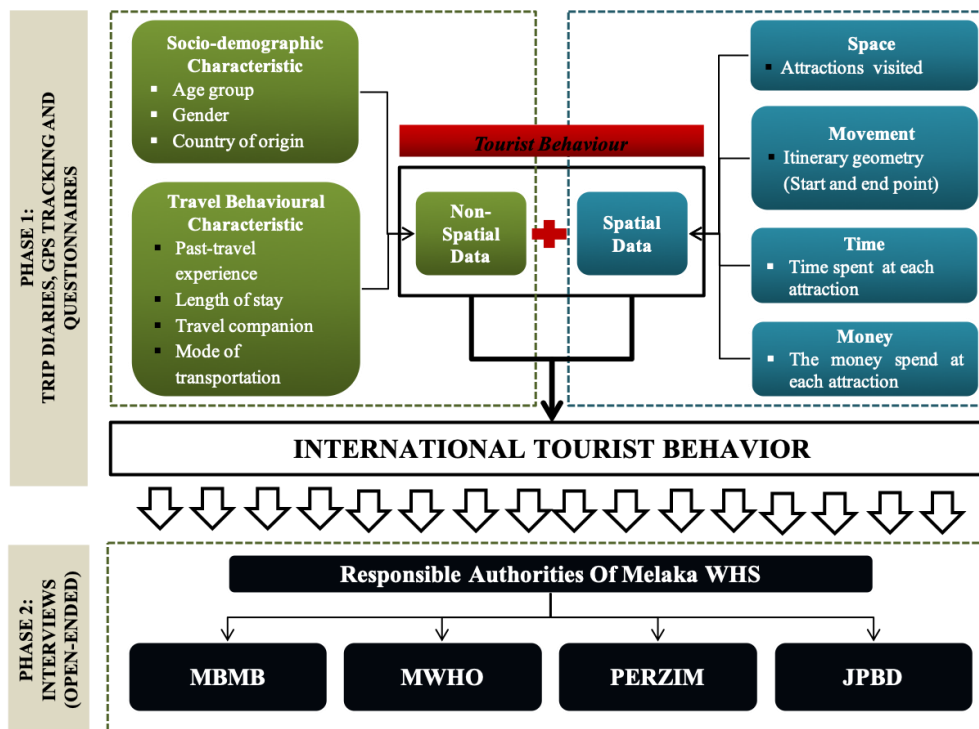 PHASE 1:
TRIP DIARIES, GPS TRACKING AND
QUESTIONNAIRES
Socio-demographic
Characteristic
Age group
Gender
Country of origin
Travel Behavioural
Characteristic
Past-travel
experience
Length of stay
Travel companion
Mode of
transportation
Tourist Behaviour
Non-
Spatial
Data
Spatial
Data
Space
Attractions visited
Movement
Itinerary geometry
(Start and end point)
Time
Time spent at each
attraction
Money
The money spend at
each attraction
INTERNATIONAL TOURIST BEHAVIOR
PHASE 2:
INTERVIEWS
(OPEN-ENDED)
Responsible Authorities Of Melaka WHS
MBMB
MWHO
PERZIM
JPBD